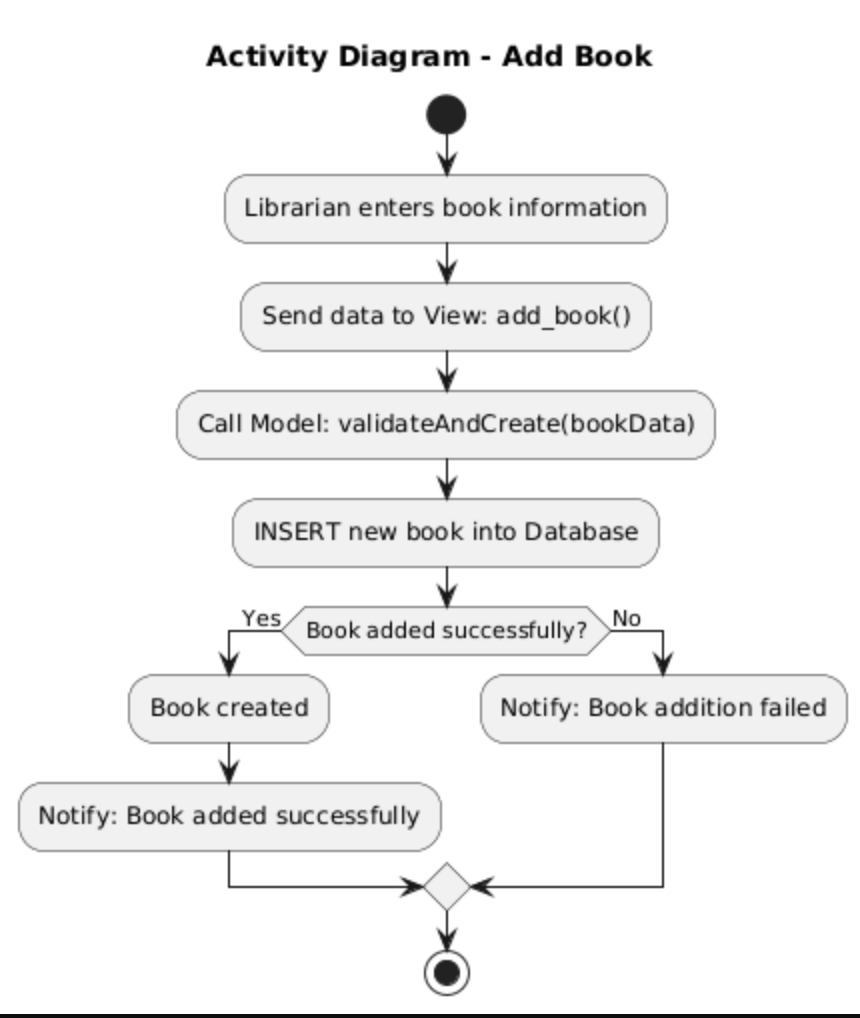 Activity Diagram - Add Book
Librarian enters book information
Send data to View: add_book()
Call Model: validateAndCreate(bookData)
INSERT new book into Database
Yes
Book added successfully?
No
Book created
Notify: Book addition failed
Notify: Book added successfully